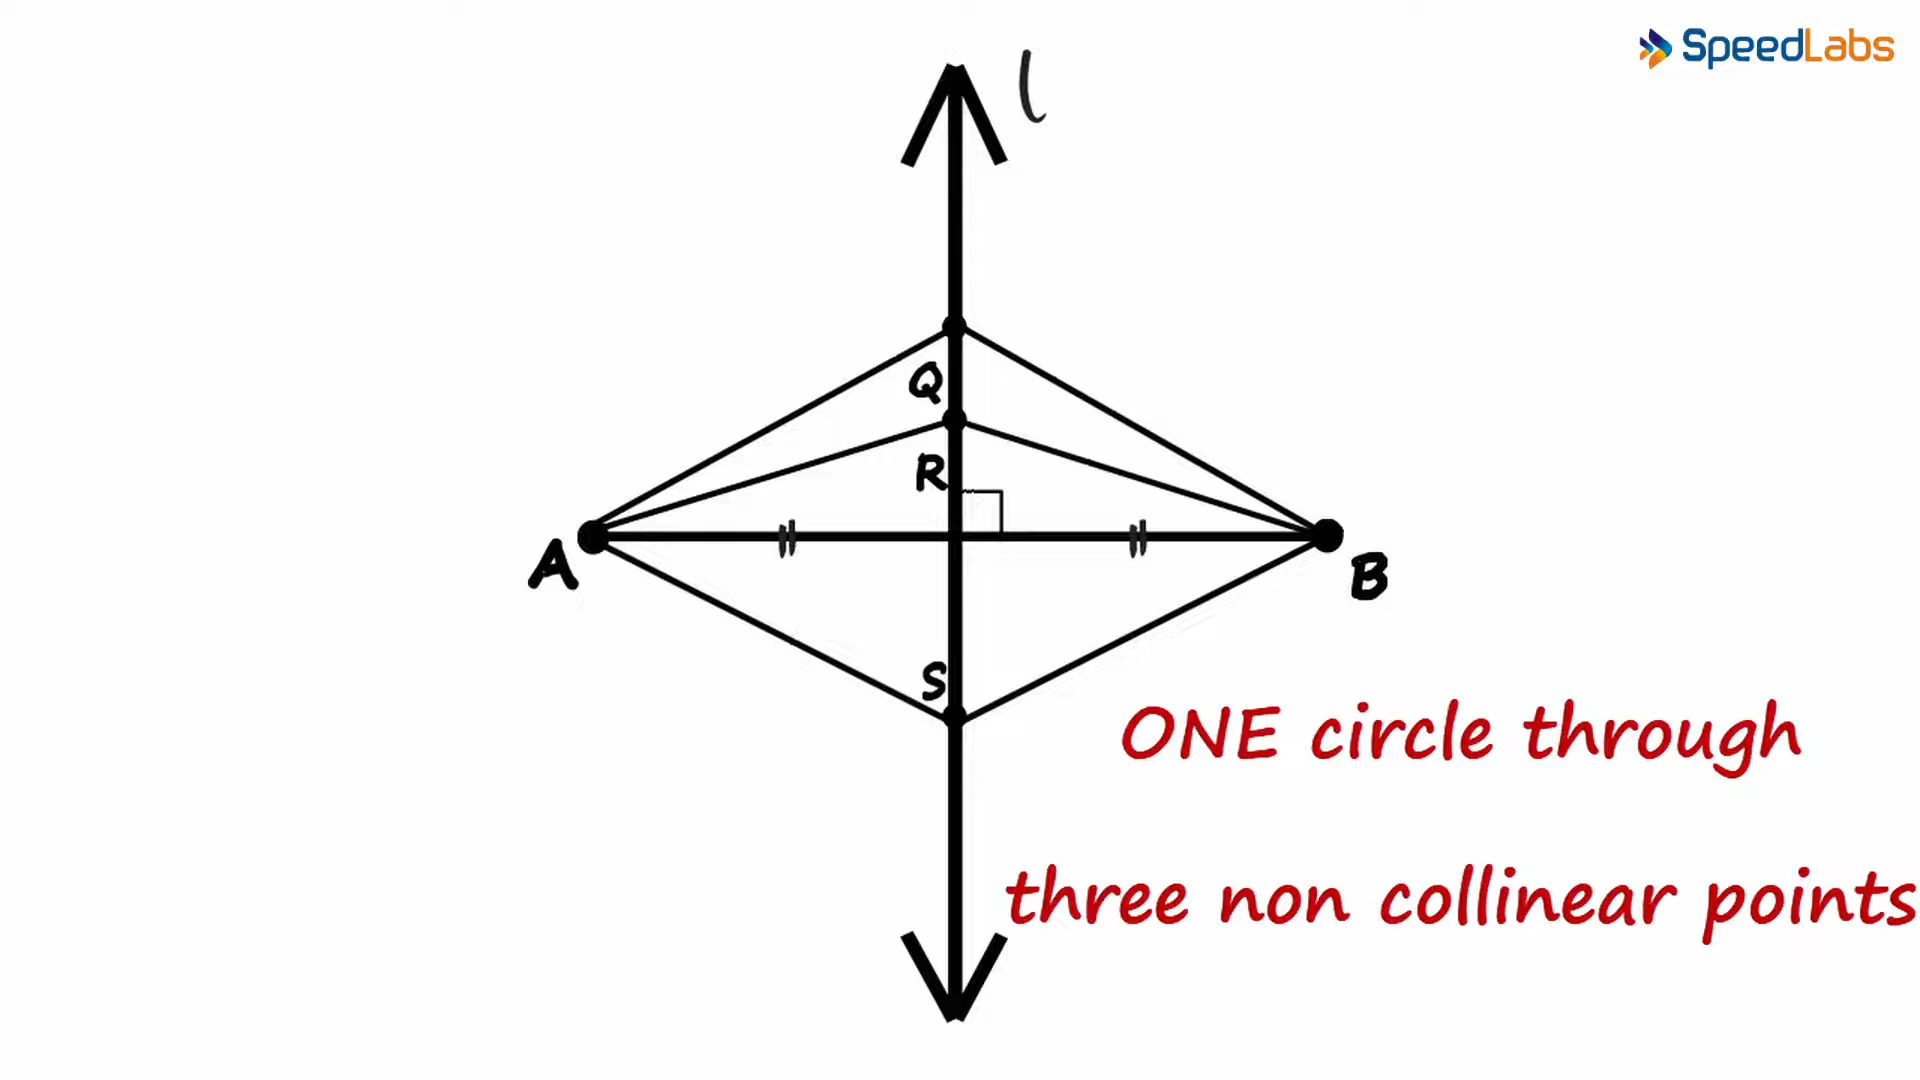 SpeedLabs
l
Q
R
A
B
S
ONE circle through
three non collinear points